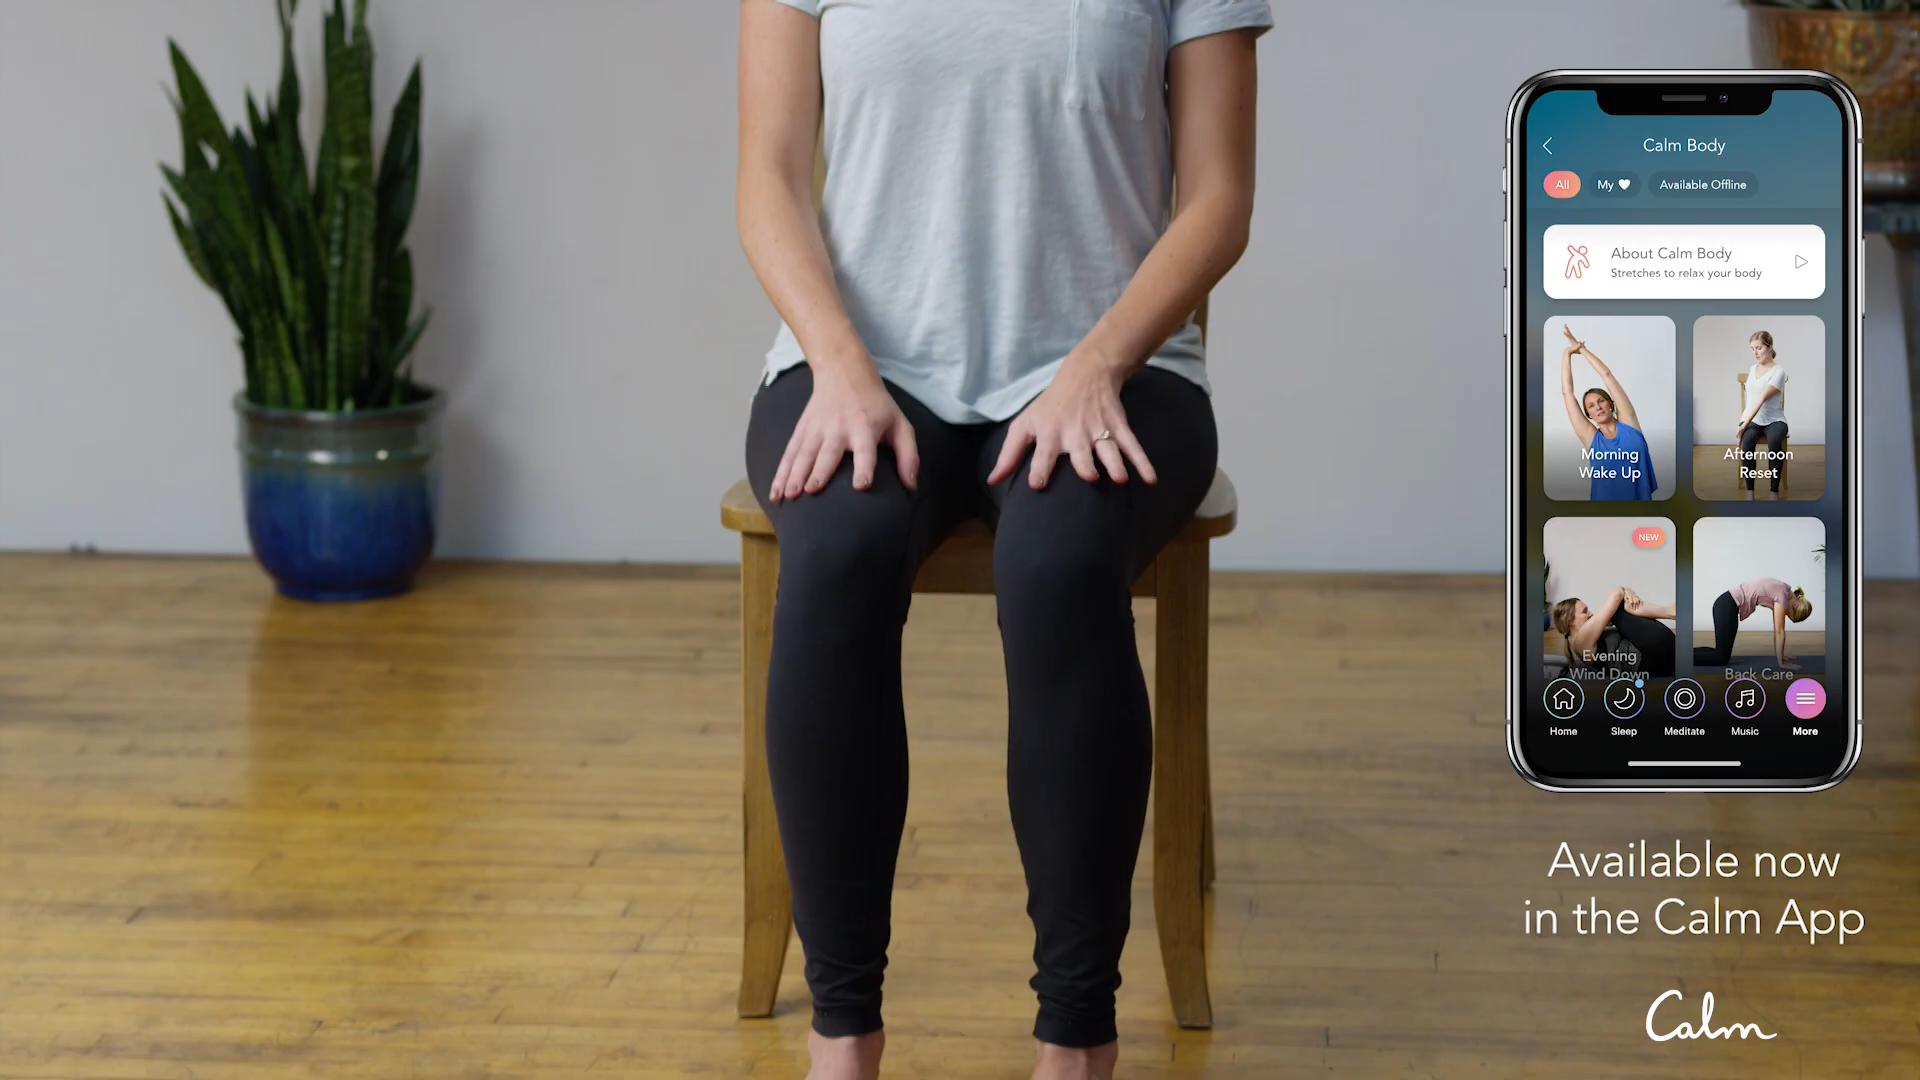 Calm Body
All
My
Available Offline
About Calm Body
Stretches to relax your body
Morning
Wake Up
Afternoon
Reset
NEW
Evening
Wind Down
Back Care
Home
Sleep
Meditate
Music
More
Available now
in the Calm App
Calm